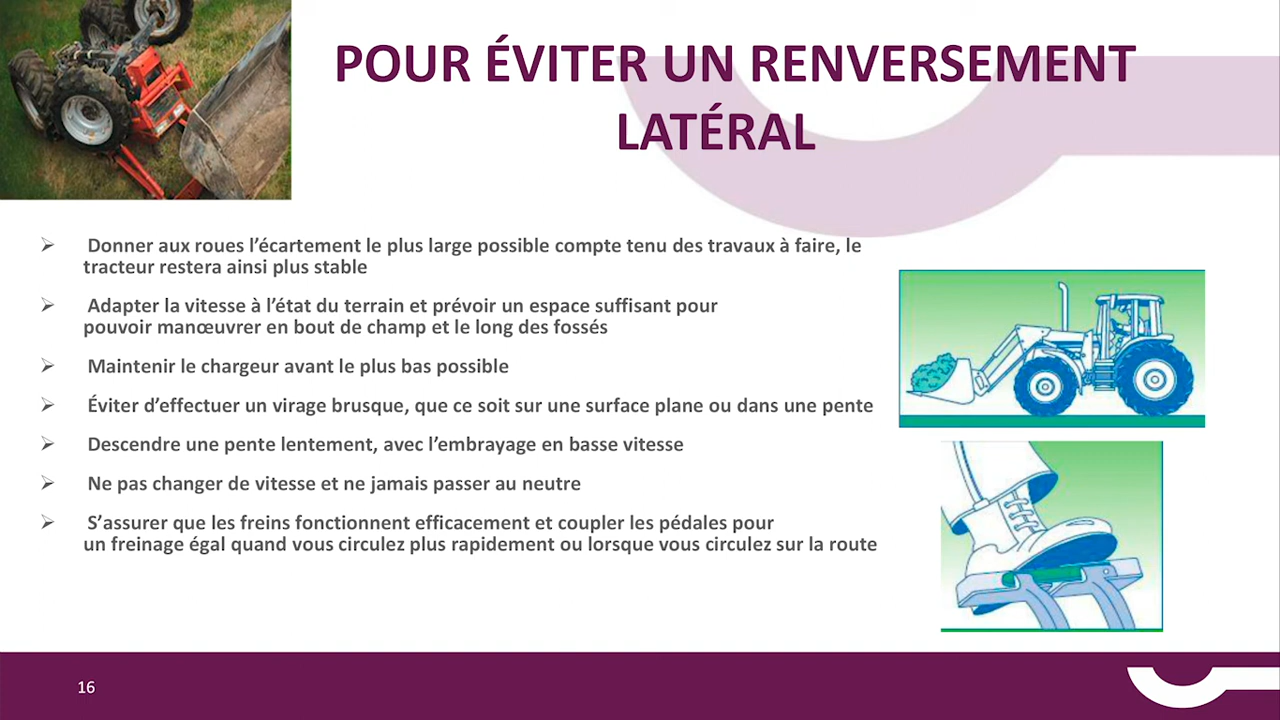 POUR ÉVITER UN RENVERSEMENT
LATÉRAL
➢ Donner aux roues l’écartement le plus large possible compte tenu des travaux à faire, le
tracteur restera ainsi plus stable
➢ Adapter la vitesse à l’état du terrain et prévoir un espace suffisant pour
pouvoir manœuvrer en bout de champ et le long des fossés
➢ Maintenir le chargeur avant le plus bas possible
➢ Éviter d’effectuer un virage brusque, que ce soit sur une surface plane ou dans une pente
➢ Descendre une pente lentement, avec l’embrayage en basse vitesse
➢ Ne pas changer de vitesse et ne jamais passer au neutre
➢ S’assurer que les freins fonctionnent efficacement et coupler les pédales pour
un freinage égal quand vous circulez plus rapidement ou lorsque vous circulez sur la route
16